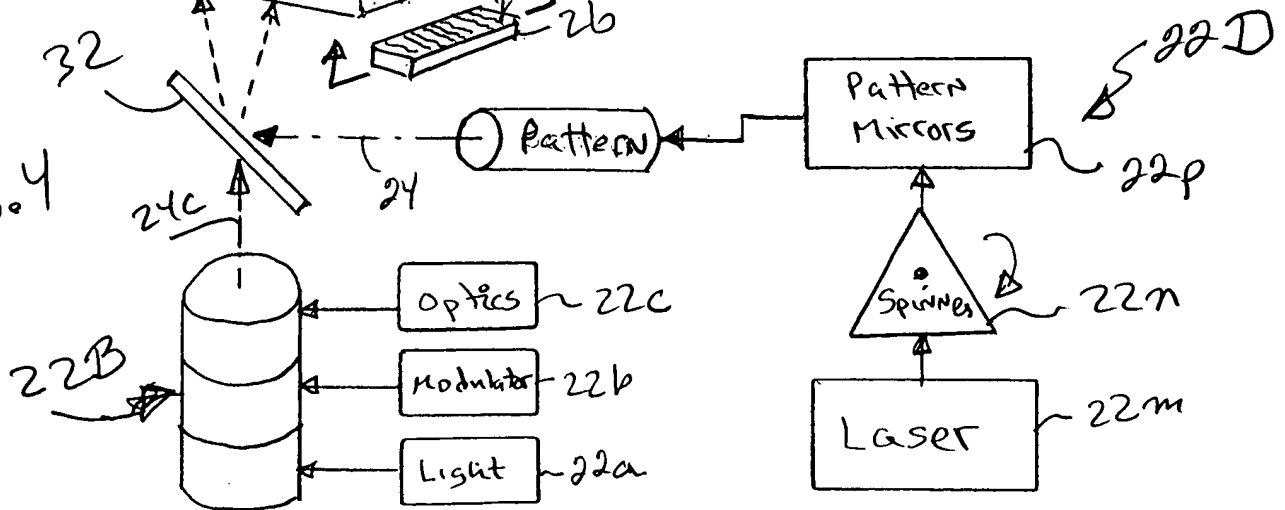 26
22D
32
Pattern
Mirrors
Pattern
22p
24
.4
24c
Spinner
22n
Optics
22c
22B
Modulator
22b
Laser
22m
Light
22a